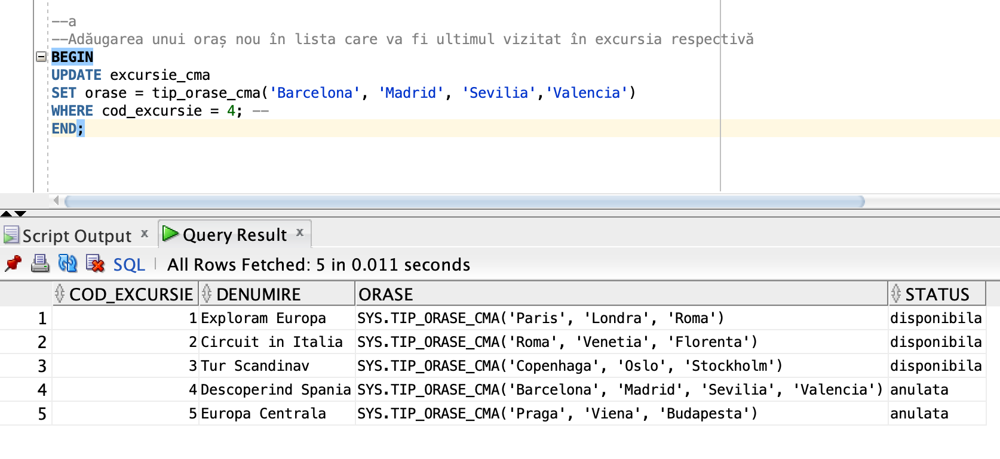 --a
--Adăugarea unui oraș nou în lista care va fi ultimul vizitat în excursia respectivă
BEGIN
UPDATE excursie_cma
SET orase = tip_orase_cma('Barcelona', 'Madrid', 'Sevilia','Valencia')
WHERE cod_excursie = 4; --
END;
Script Output x Query Result x
SQL All Rows Fetched: 5 in 0.011 seconds
COD_EXCURSIE DENUMIRE ORASE STATUS
1 1 Exploram Europa SYS.TIP_ORASE_CMA('Paris', 'Londra', 'Roma') disponibila
2 2 Circuit in Italia SYS.TIP_ORASE_CMA('Roma', 'Venetia', 'Florenta') disponibila
3 3 Tur Scandinav SYS.TIP_ORASE_CMA('Copenhaga', 'Oslo', 'Stockholm') disponibila
4 4 Descoperind Spania SYS.TIP_ORASE_CMA('Barcelona', 'Madrid', 'Sevilia', 'Valencia') anulata
5 5 Europa Centrala SYS.TIP_ORASE_CMA('Praga', 'Viena', 'Budapesta') anulata